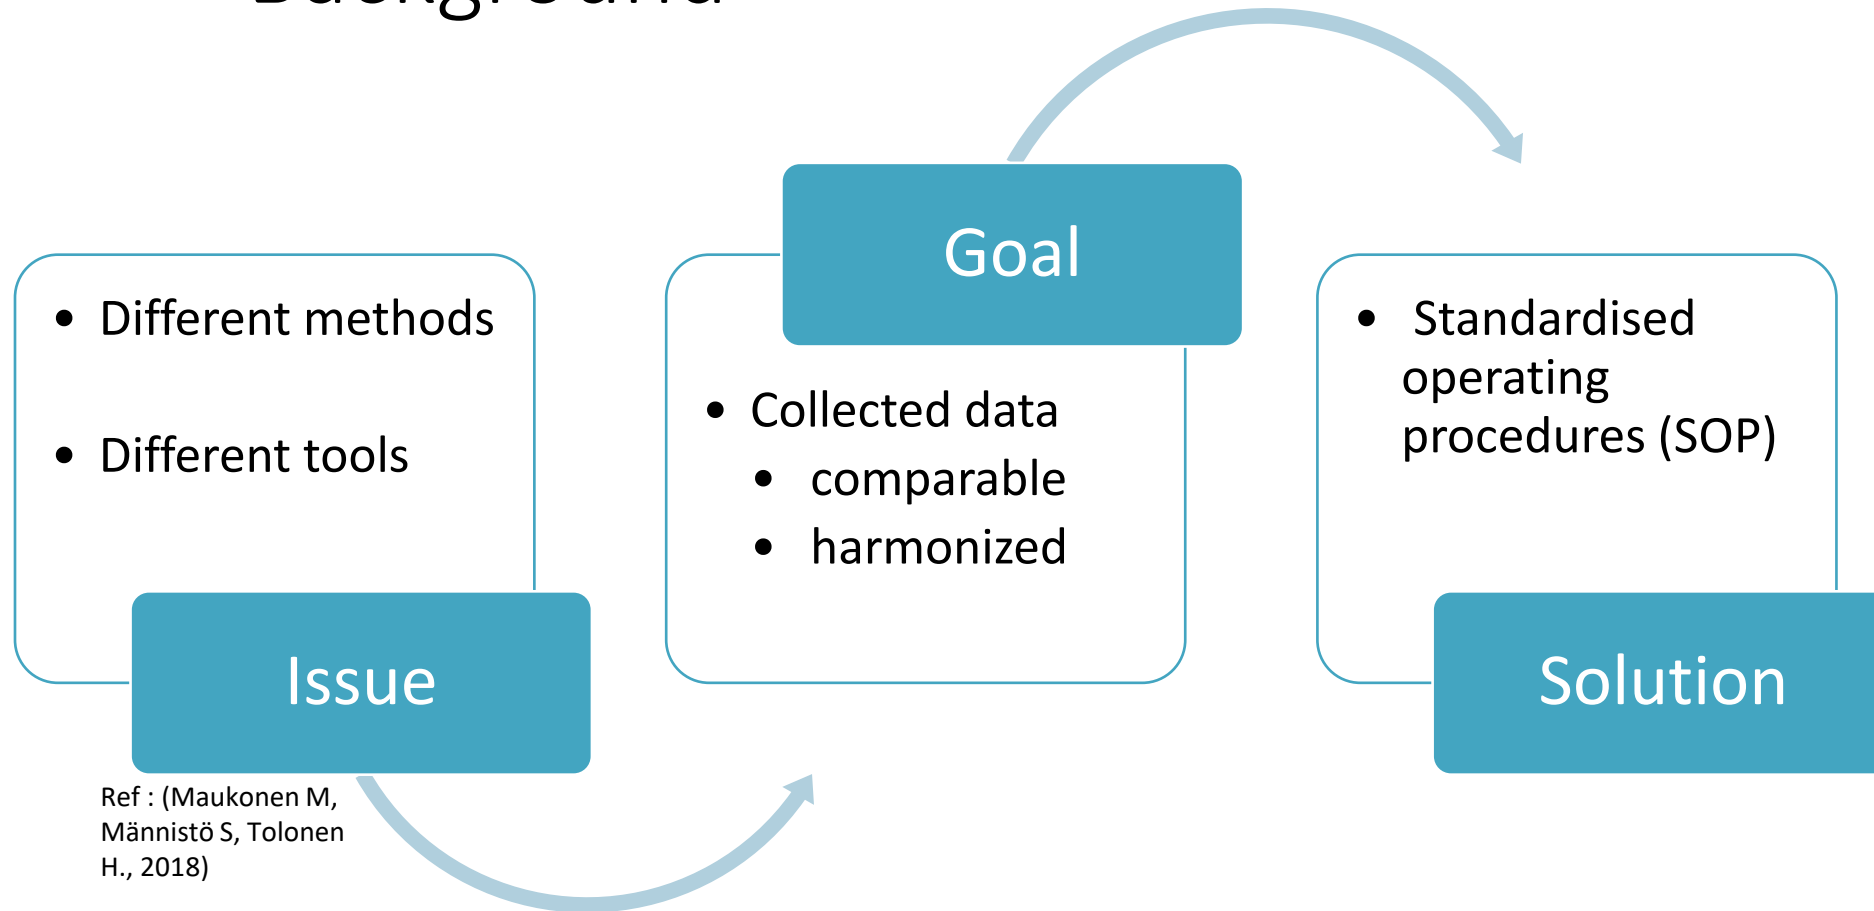 Background
• Different methods
• Different tools
Issue
Ref : (Maukonen M,
Männistö S, Tolonen
H., 2018)
Goal
• Collected data
• comparable
• harmonized
• Standardised
operating
procedures (SOP)
Solution